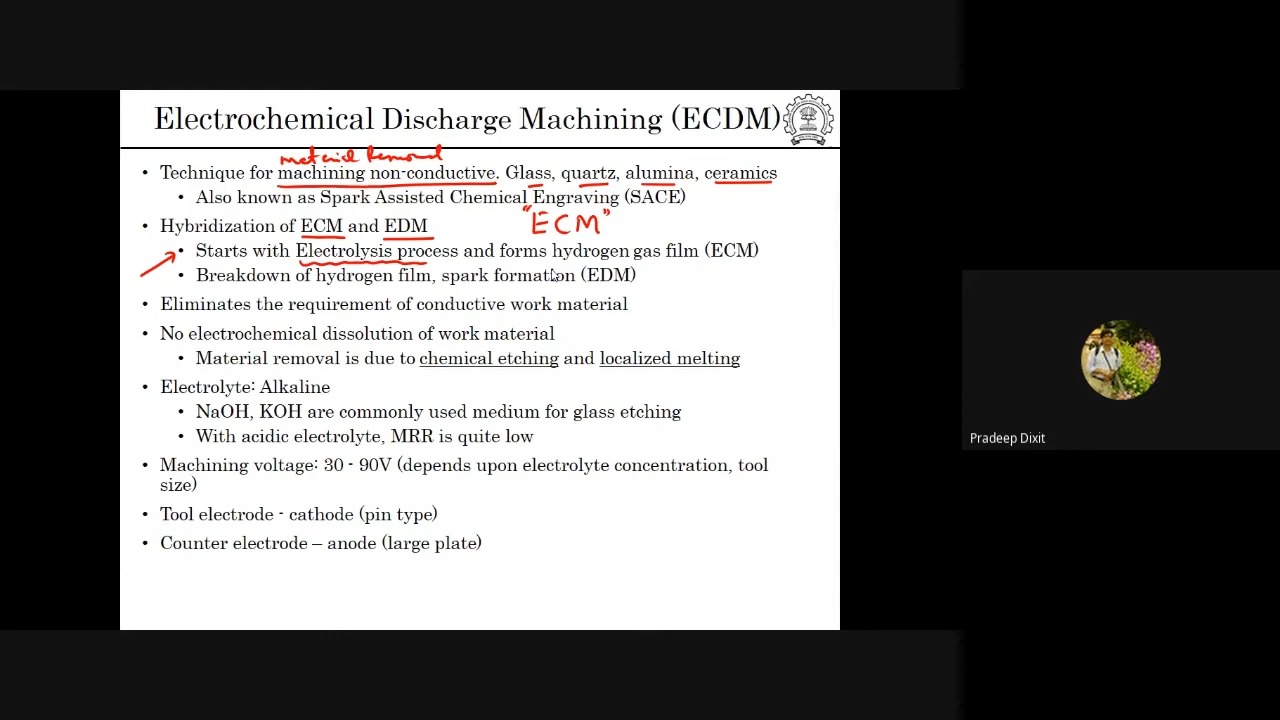 Electrochemical Discharge Machining (ECDM)
material Removal
• Technique for machining non-conductive. Glass, quartz, alumina, ceramics
• Also known as Spark Assisted Chemical Engraving (SACE)
"ECM"
• Hybridization of ECM and EDM
• Starts with Electrolysis process and forms hydrogen gas film (ECM)
• Breakdown of hydrogen film, spark formation (EDM)
• Eliminates the requirement of conductive work material
• No electrochemical dissolution of work material
• Material removal is due to chemical etching and localized melting
• Electrolyte: Alkaline
• NaOH, KOH are commonly used medium for glass etching
• With acidic electrolyte, MRR is quite low
• Machining voltage: 30 - 90V (depends upon electrolyte concentration, tool
size)
• Tool electrode - cathode (pin type)
• Counter electrode – anode (large plate)
Pradeep Dixit